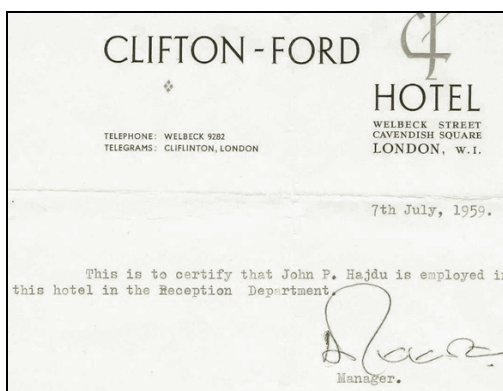 CLIFTON-FORD
HOTEL
WELBECK STREET
CAVENDISH SQUARE
LONDON, W.I.
TELEPHONE: WELBECK 9282
TELEGRAMS: CLIFLINTON, LONDON
7th July, 1959.
This is to certify that John P. Hajdu is employed in
this hotel in the Reception Department.
Manager.